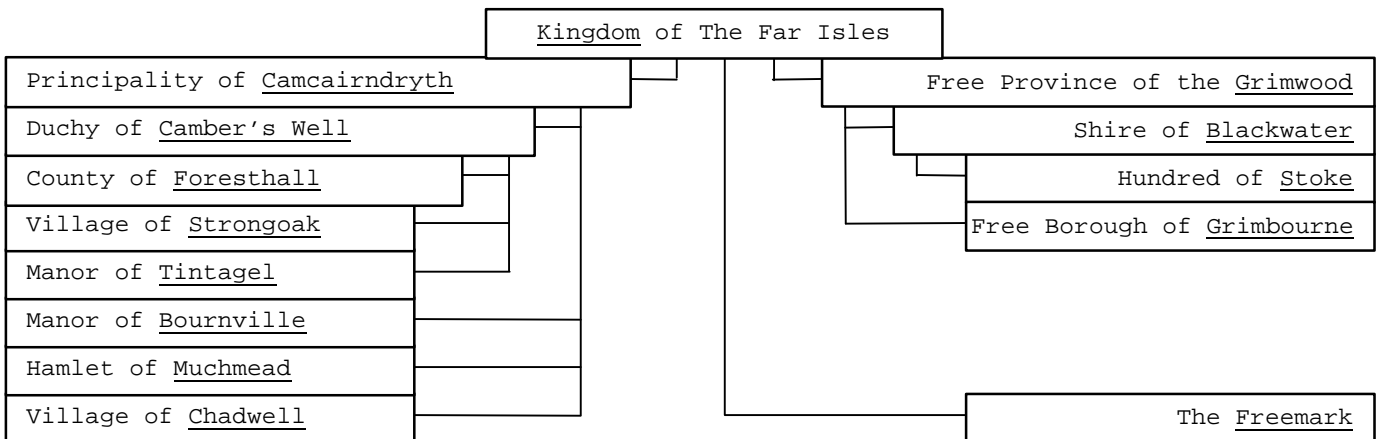 Kingdom of The Far Isles
Principality of Camcairndryth
Duchy of Camber's Well
County of Foresthall
Village of Strongoak
Manor of Tintagel
Manor of Bournville
Hamlet of Muchmead
Village of Chadwell
Free Province of the Grimwood
Shire of Blackwater
Hundred of Stoke
Free Borough of Grimbourne
The Freemark